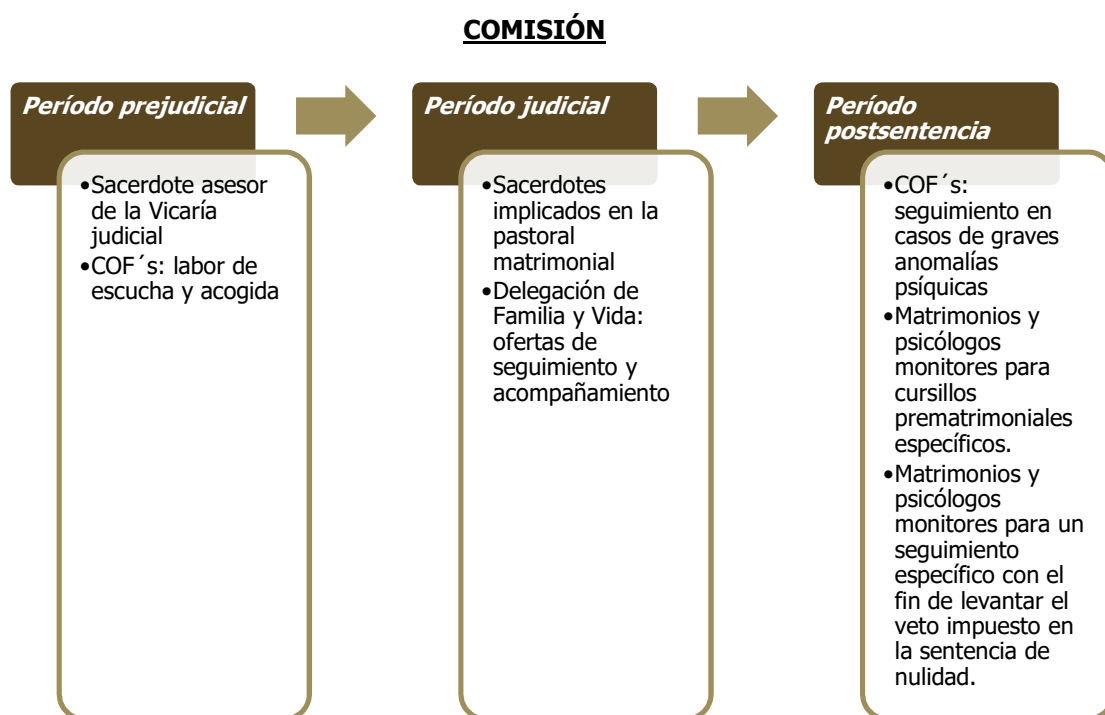 COMISIÓN
Período prejudicial
•Sacerdote asesor
de la Vicaría
judicial
•COF´s: labor de
escucha y acogida
Período judicial
•Sacerdotes
implicados en la
pastoral
matrimonial
•Delegación de
Familia y Vida:
ofertas de
seguimiento y
acompañamiento
Período
postsentencia
•COF´s:
seguimiento en
casos de graves
anomalías
psíquicas
•Matrimonios y
psicólogos
monitores para
cursillos
prematrimoniales
específicos.
•Matrimonios y
psicólogos
monitores para un
seguimiento
específico con el
fin de levantar el
veto impuesto en
la sentencia de
nulidad.